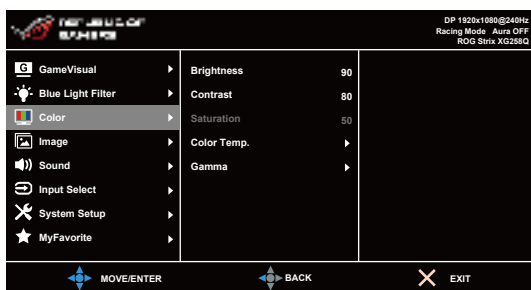 DP 1920x1080@240Hz
Racing Mode Aura OFF
ROG Strix XG258Q
G GameVisual
Blue Light Filter
Color
Image
Sound
Input Select
System Setup
MyFavorite
Brightness 90
Contrast 80
Saturation 50
Color Temp.
Gamma
MOVE/ENTER
BACK
EXIT